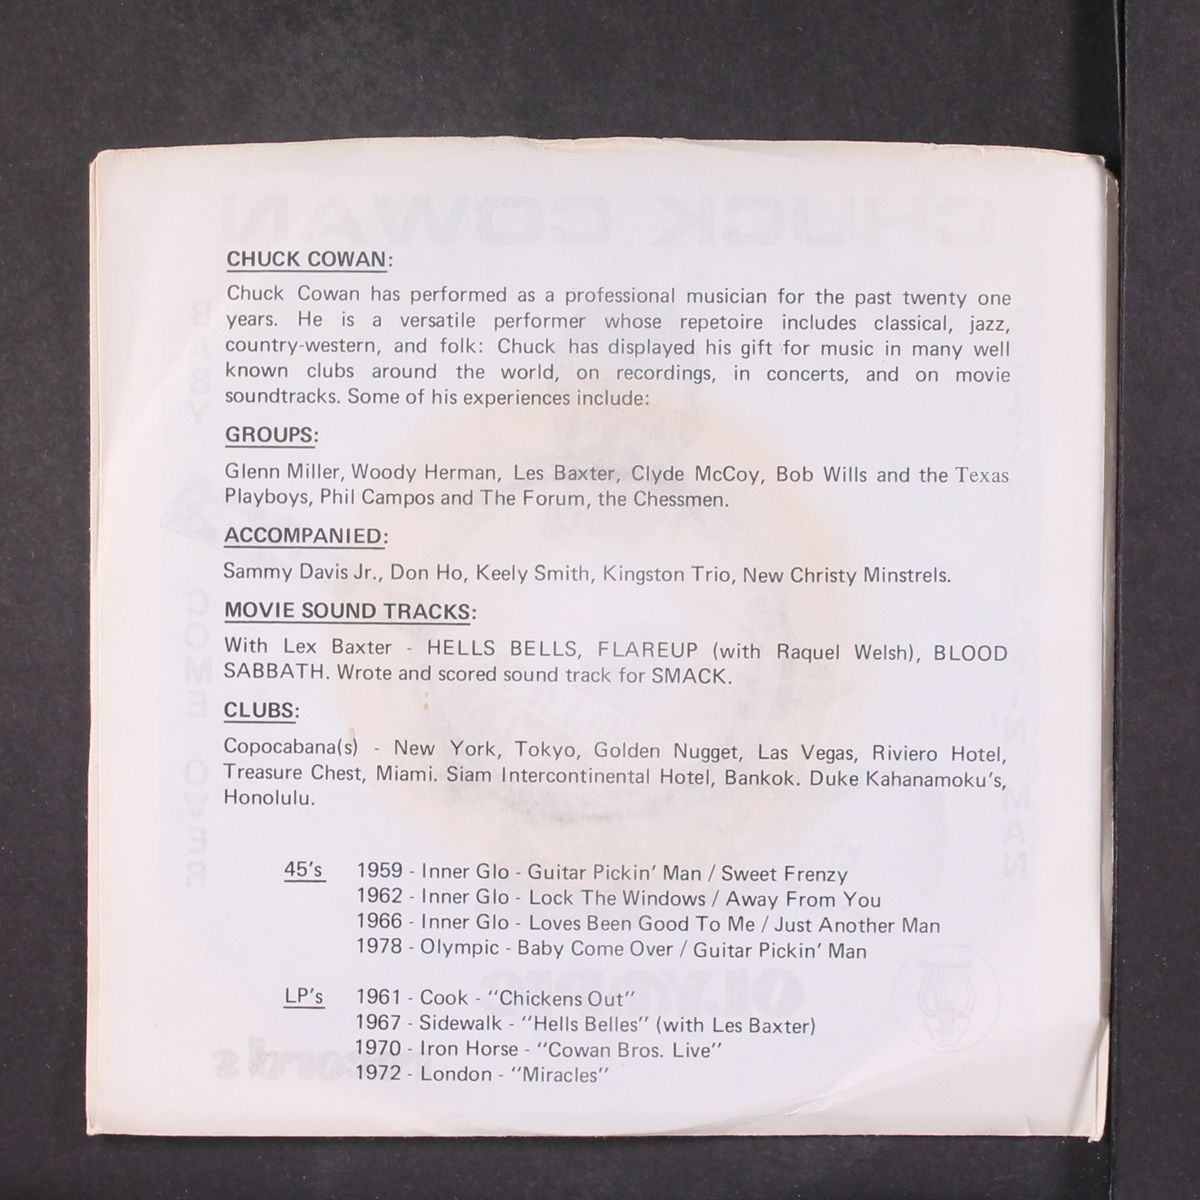 CHUCK COWAN:
Chuck Cowan has performed as a professional musician for the past twenty one
years. He is a versatile performer whose repetoire includes classical, jazz,
country-western, and folk: Chuck has displayed his gift for music in many well
known clubs around the world, on recordings, in concerts, and on movie
soundtracks. Some of his experiences include:
GROUPS:
Glenn Miller, Woody Herman, Les Baxter, Clyde McCoy, Bob Wills and the Texas
Playboys, Phil Campos and The Forum, the Chessmen.
ACCOMPANIED:
Sammy Davis Jr., Don Ho, Keely Smith, Kingston Trio, New Christy Minstrels.
MOVIE SOUND TRACKS:
With Lex Baxter - HELLS BELLS, FLAREUP (with Raquel Welsh), BLOOD
SABBATH. Wrote and scored sound track for SMACK.
CLUBS:
Copocabana(s) - New York, Tokyo, Golden Nugget, Las Vegas, Riviero Hotel,
Treasure Chest, Miami. Siam Intercontinental Hotel, Bankok. Duke Kahanamoku's,
Honolulu.
45's 1959 - Inner Glo - Guitar Pickin' Man / Sweet Frenzy
1962 - Inner Glo - Lock The Windows / Away From You
1966 - Inner Glo - Loves Been Good To Me / Just Another Man
1978 - Olympic - Baby Come Over / Guitar Pickin' Man
LP's 1961 - Cook - "Chickens Out"
1967 - Sidewalk - "Hells Belles" (with Les Baxter)
1970 - Iron Horse - "Cowan Bros. Live"
1972 - London - "Miracles"
CHUCK COWAN
BABY COME OVER
GUITAR PICKIN' MAN
OLYMPIC
records